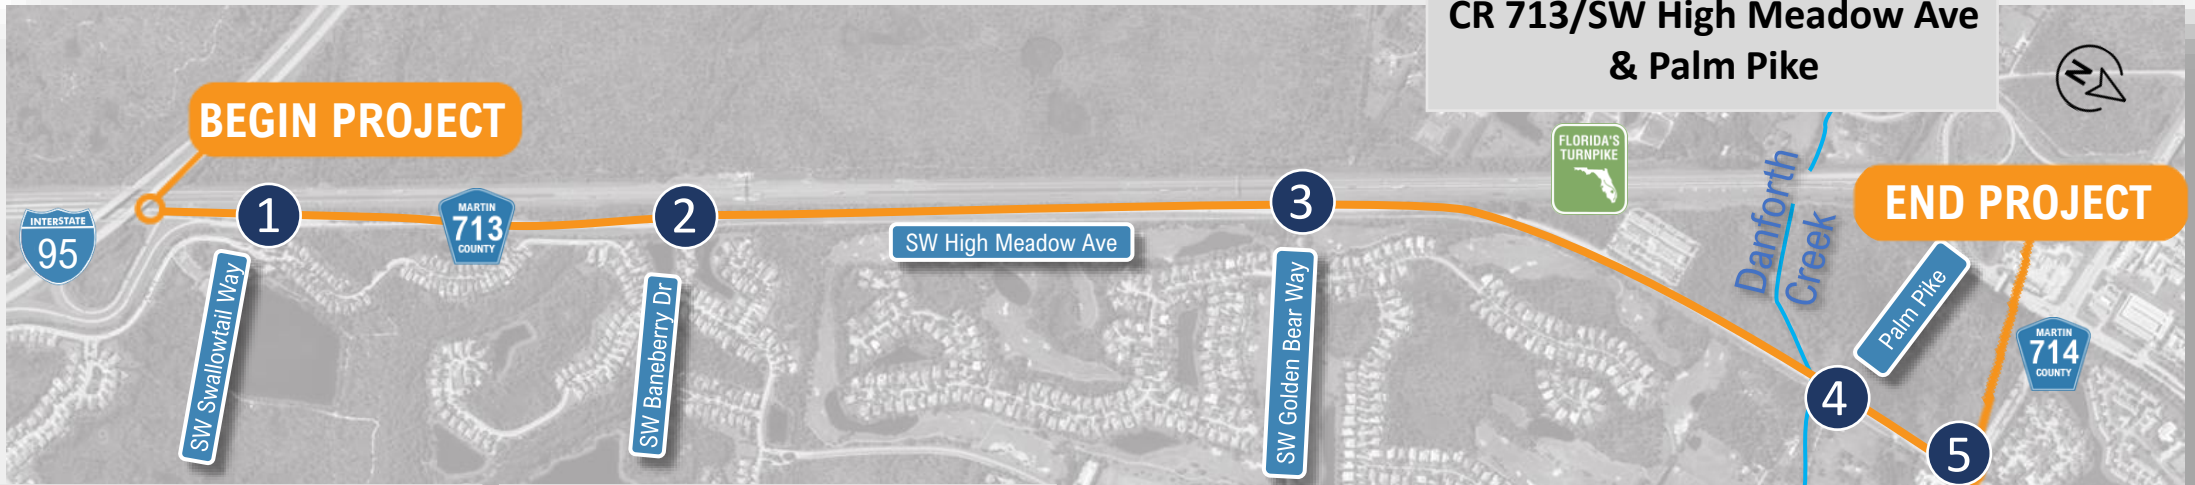 CR 713/SW High Meadow Ave
& Palm Pike
N
BEGIN PROJECT
FLORIDA'S
TURNPIKE
Danforth
Creek
END PROJECT
INTERSTATE
95
1
MARTIN
713
COUNTY
2
3
SW High Meadow Ave
SW Swallowtail Way
SW Baneberry Dr
SW Golden Bear Way
Palm Pike
MARTIN
714
COUNTY
4
5